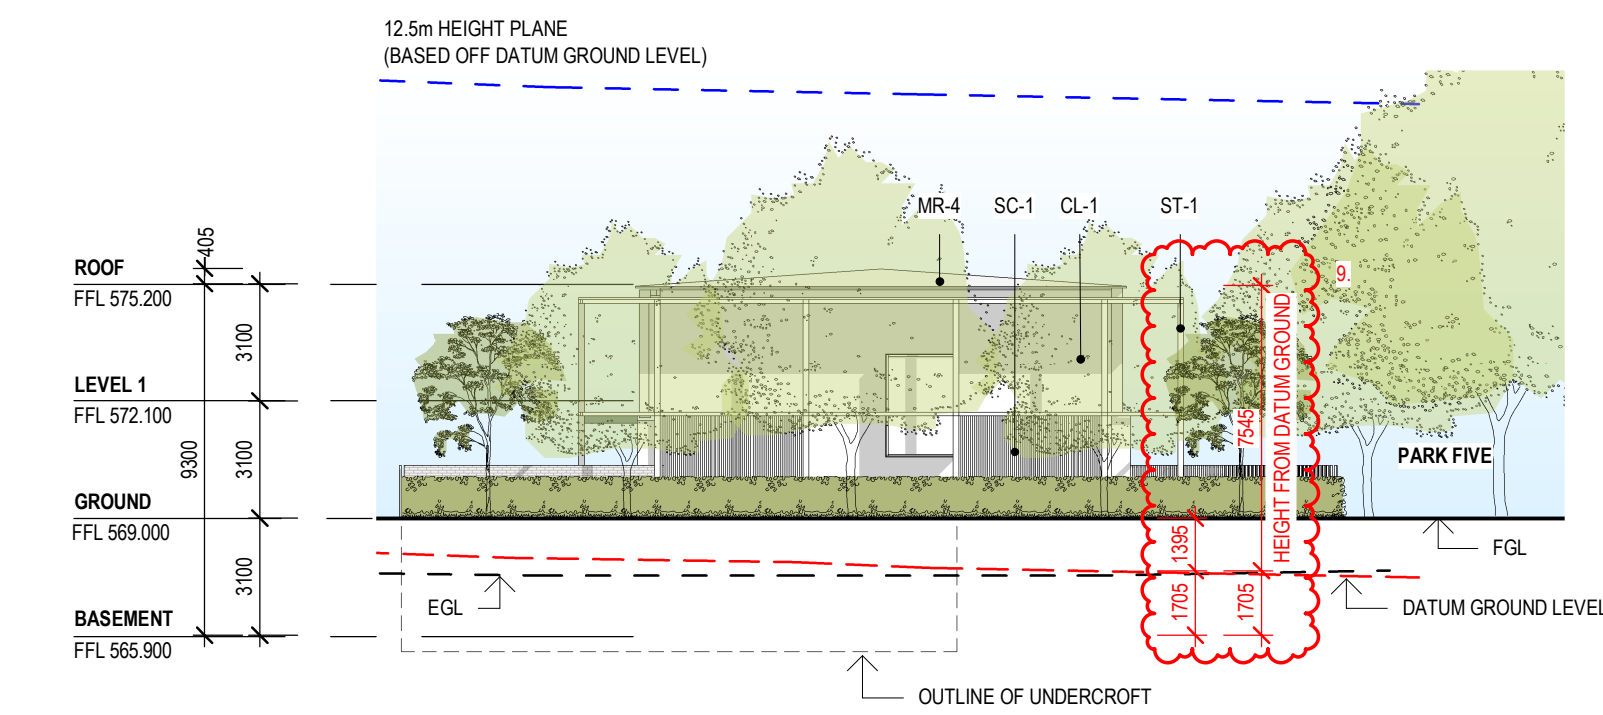 12.5m HEIGHT PLANE
(BASED OFF DATUM GROUND LEVEL)
MR-4
SC-1
CL-1
ST-1
405
ROOF
FFL 575.200
3100
LEVEL 1
FFL 572.100
9300
3100
GROUND
FFL 569.000
3100
BASEMENT
FFL 565.900
9.
7545
HEIGHT FROM DATUM GROUND
1395
1705
1705
PARK FIVE
FGL
EGL
DATUM GROUND LEVEL
OUTLINE OF UNDERCROFT